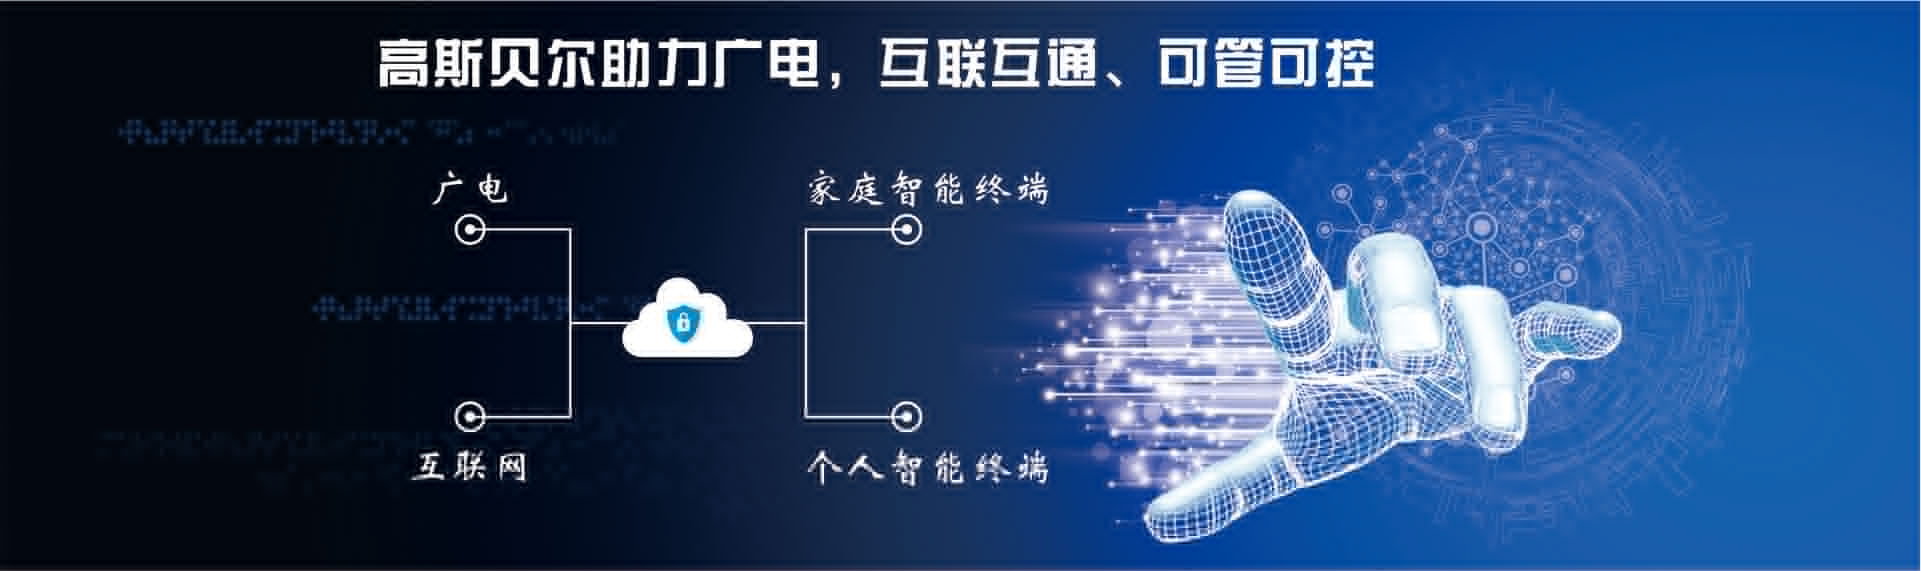 高斯贝尔助力广电，互联互通、可管可控
广电
家庭智能终端
互联网
个人智能终端